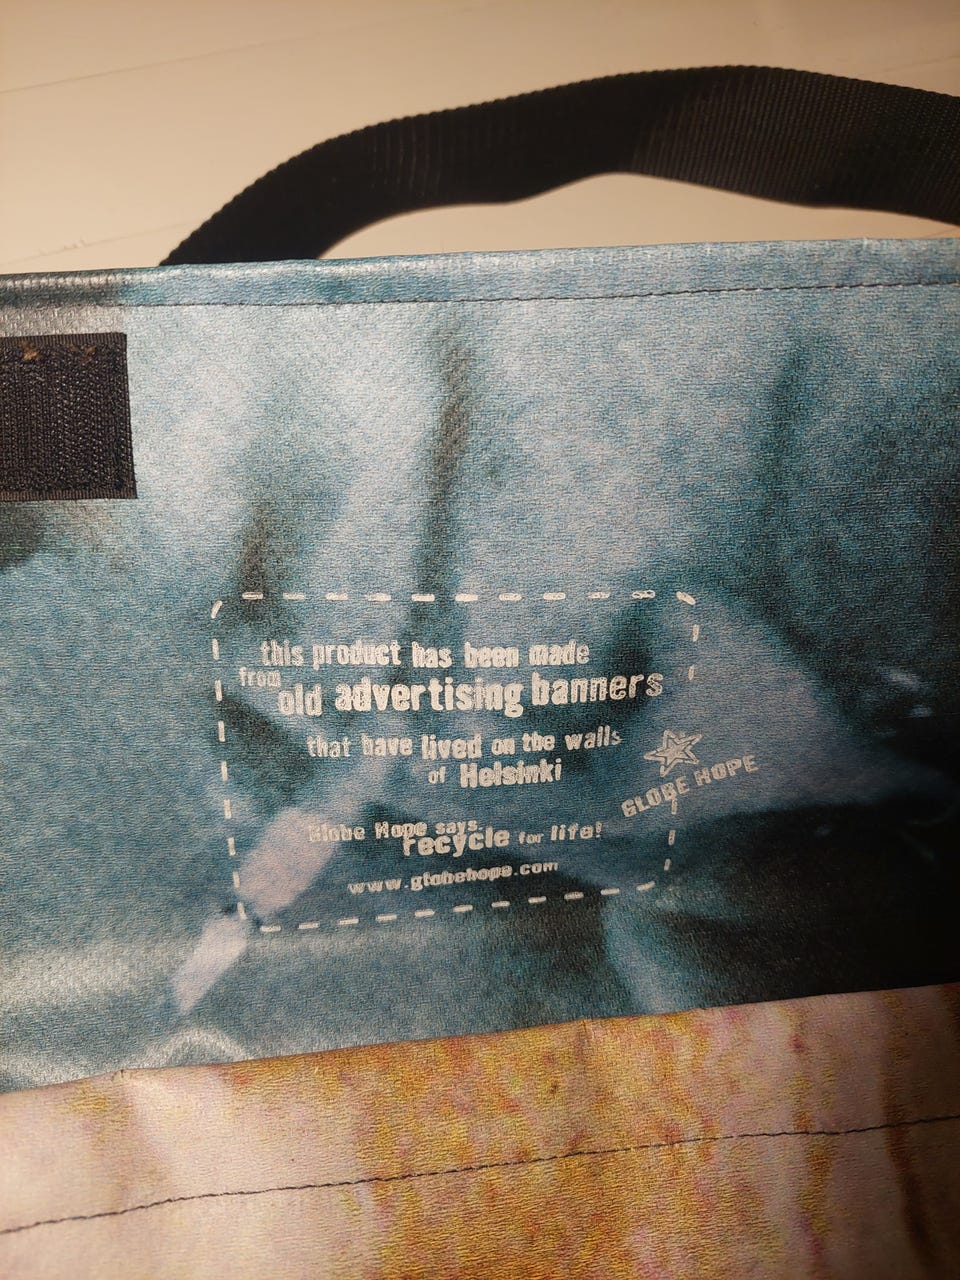 this product has been made
from old advertising banners
that have lived on the walls
of Helsinki
GLOBE HOPE
Globe Hope says,
recycle for life!
www.globehope.com